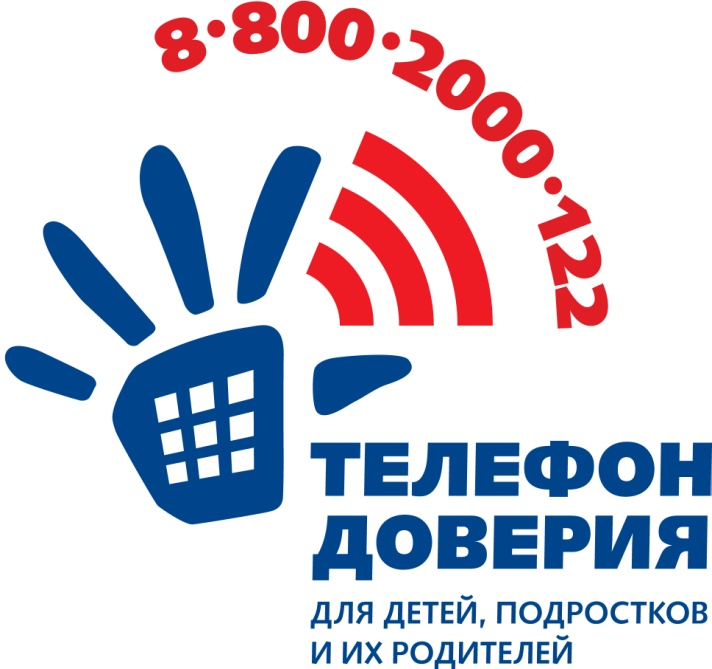 8·800·2000·122
ТЕЛЕФОН
ДОВЕРИЯ
ДЛЯ ДЕТЕЙ, ПОДРОСТКОВ
И ИХ РОДИТЕЛЕЙ